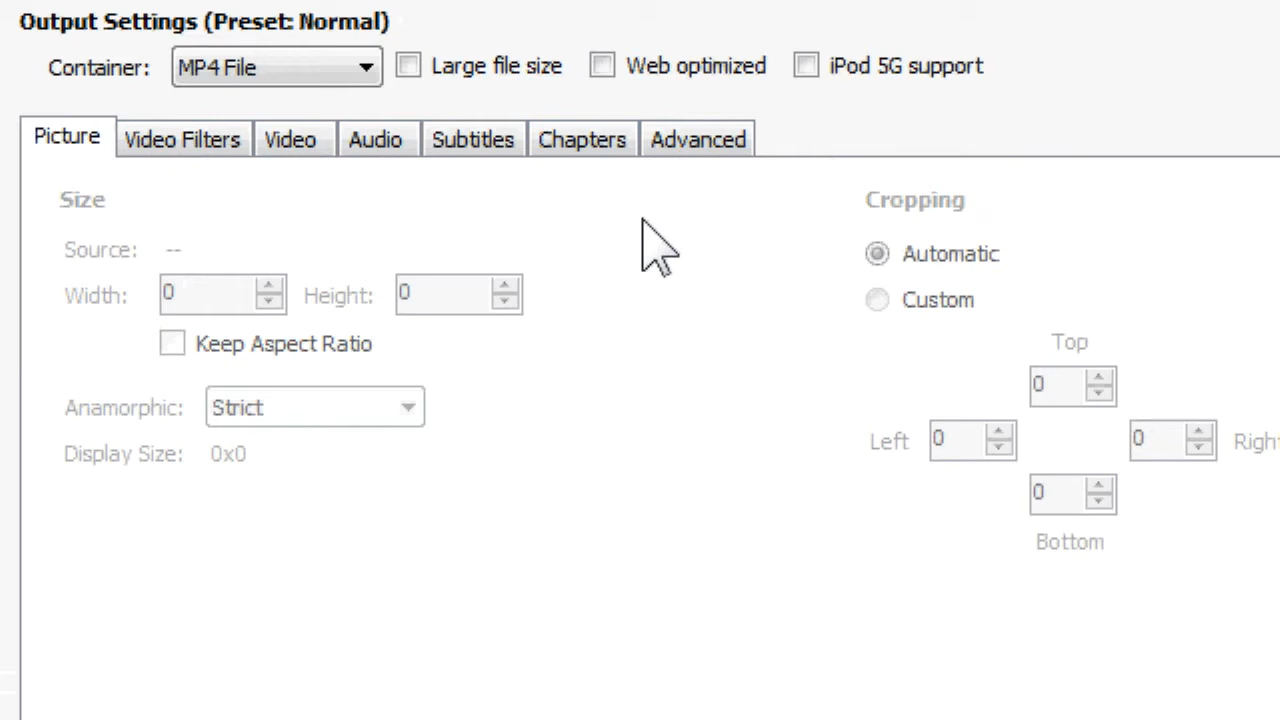 Output Settings (Preset: Normal)
Container: MP4 File Large file size Web optimized iPod 5G support
Picture Video Filters Video Audio Subtitles Chapters Advanced
Size Cropping
Source: -- Automatic
Width: 0 Height: 0 Custom
Keep Aspect Ratio Top
0
Anamorphic: Strict
Left 0 0 Right
Display Size: 0x0
0
Bottom